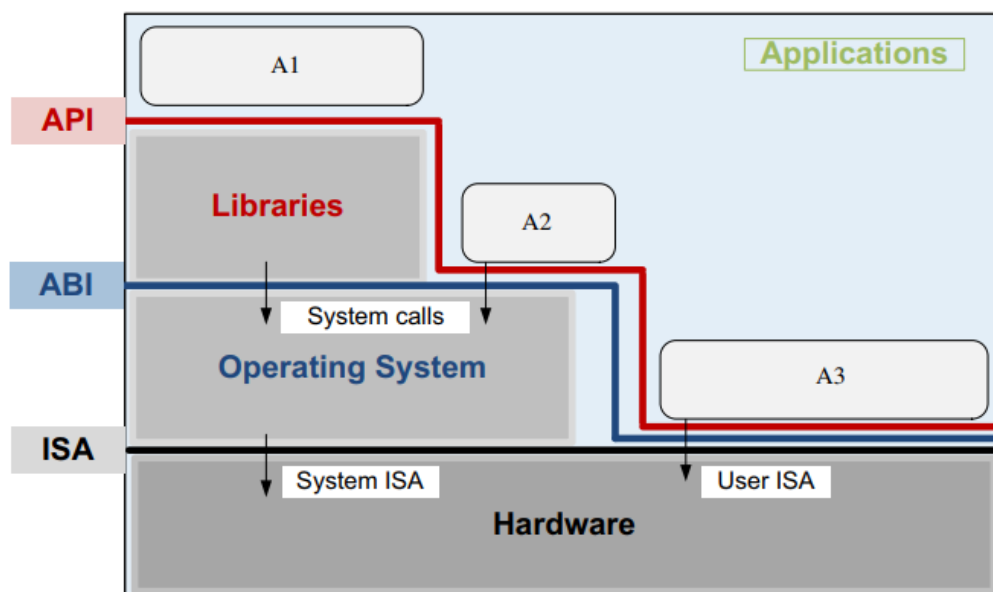 A1
Applications
API
Libraries
A2
ABI
System calls
Operating System
A3
ISA
System ISA
User ISA
Hardware